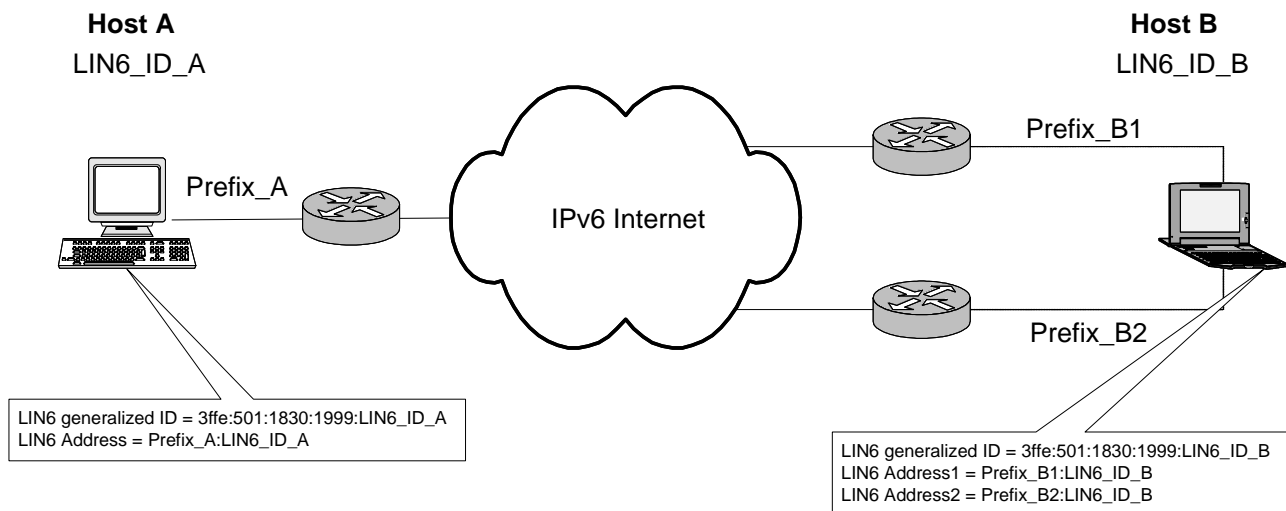 Host A
LIN6_ID_A
Host B
LIN6_ID_B
Prefix_A
IPv6 Internet
Prefix_B1
Prefix_B2
LIN6 generalized ID = 3ffe:501:1830:1999:LIN6_ID_A
LIN6 Address = Prefix_A:LIN6_ID_A
LIN6 generalized ID = 3ffe:501:1830:1999:LIN6_ID_B
LIN6 Address1 = Prefix_B1:LIN6_ID_B
LIN6 Address2 = Prefix_B2:LIN6_ID_B